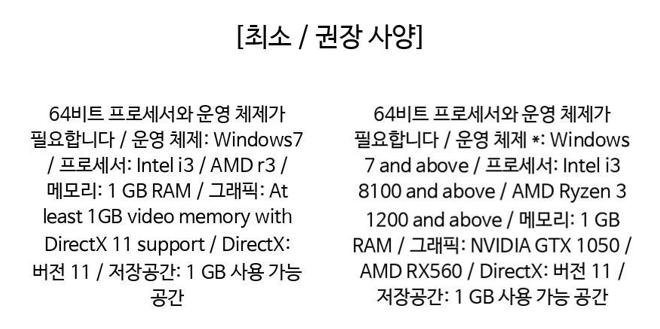 [최소 / 권장 사양]
64비트 프로세서와 운영 체제가
필요합니다 / 운영 체제: Windows7
/ 프로세서: Intel i3 / AMD r3 /
메모리: 1 GB RAM / 그래픽: At
least 1GB video memory with
DirectX 11 support / DirectX:
버전 11 / 저장공간: 1 GB 사용 가능
공간
64비트 프로세서와 운영 체제가
필요합니다 / 운영 체제 *: Windows
7 and above / 프로세서: Intel i3
8100 and above / AMD Ryzen 3
1200 and above / 메모리: 1 GB
RAM / 그래픽: NVIDIA GTX 1050 /
AMD RX560 / DirectX: 버전 11 /
저장공간: 1 GB 사용 가능 공간